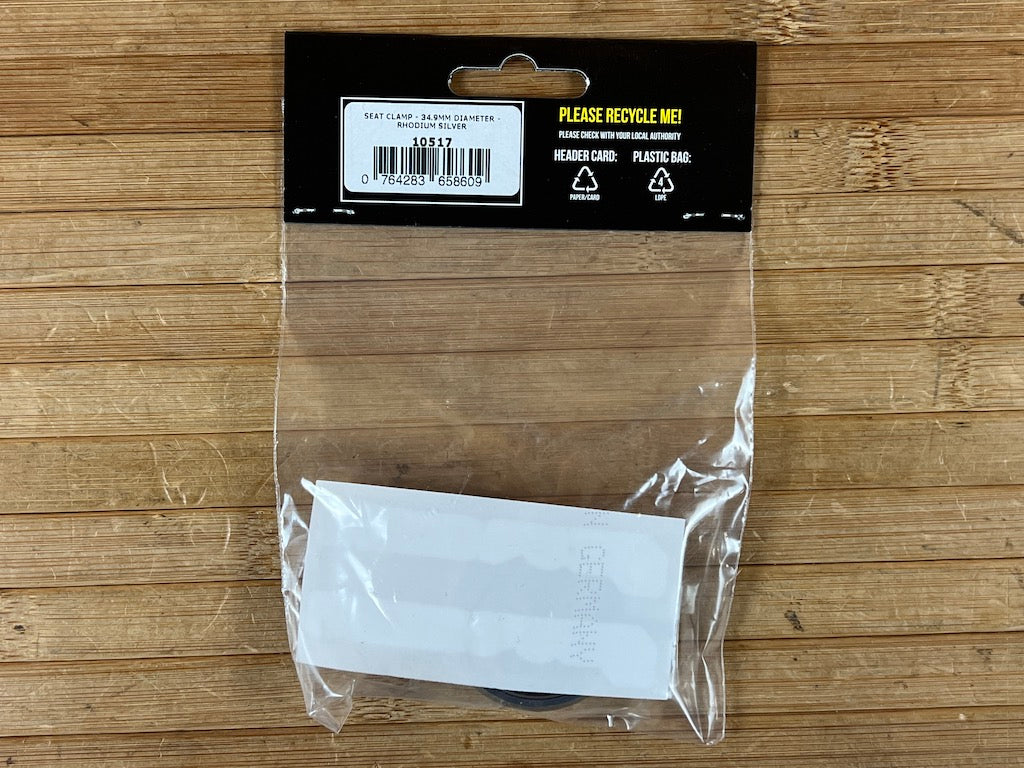 SEAT CLAMP - 34.9MM DIAMETER -
RHODIUM SILVER
10517
0 764283 658609
PLEASE RECYCLE ME!
PLEASE CHECK WITH YOUR LOCAL AUTHORITY
HEADER CARD: PLASTIC BAG:
4
PAPER/CARD LDPE
GERMANY